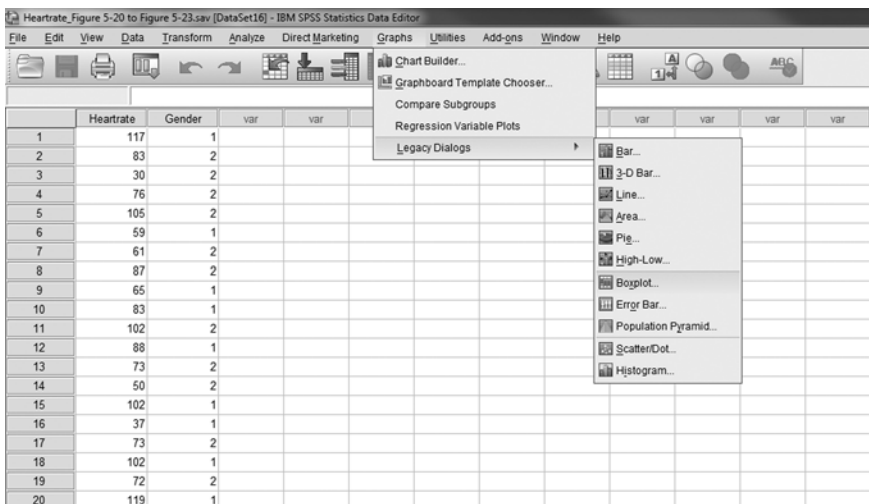 Heartrate_Figure 5-20 to Figure 5-23.sav [DataSet16] - IBM SPSS Statistics Data Editor
File Edit View Data Transform Analyze Direct Marketing Graphs Utilities Add-ons Window Help
Chart Builder...
Graphboard Template Chooser...
Compare Subgroups
Regression Variable Plots
Legacy Dialogs
Bar...
3-D Bar...
Line...
Area...
Pie...
High-Low...
Boxplot...
Error Bar...
Population Pyramid...
Scatter/Dot...
Histogram...
Heartrate Gender var var var var var var
1 117 1
2 83 2
3 30 2
4 76 2
5 105 2
6 59 1
7 61 2
8 87 2
9 65 1
10 83 1
11 102 2
12 88 1
13 73 2
14 50 2
15 102 1
16 37 1
17 73 2
18 102 1
19 72 2
20 119 1